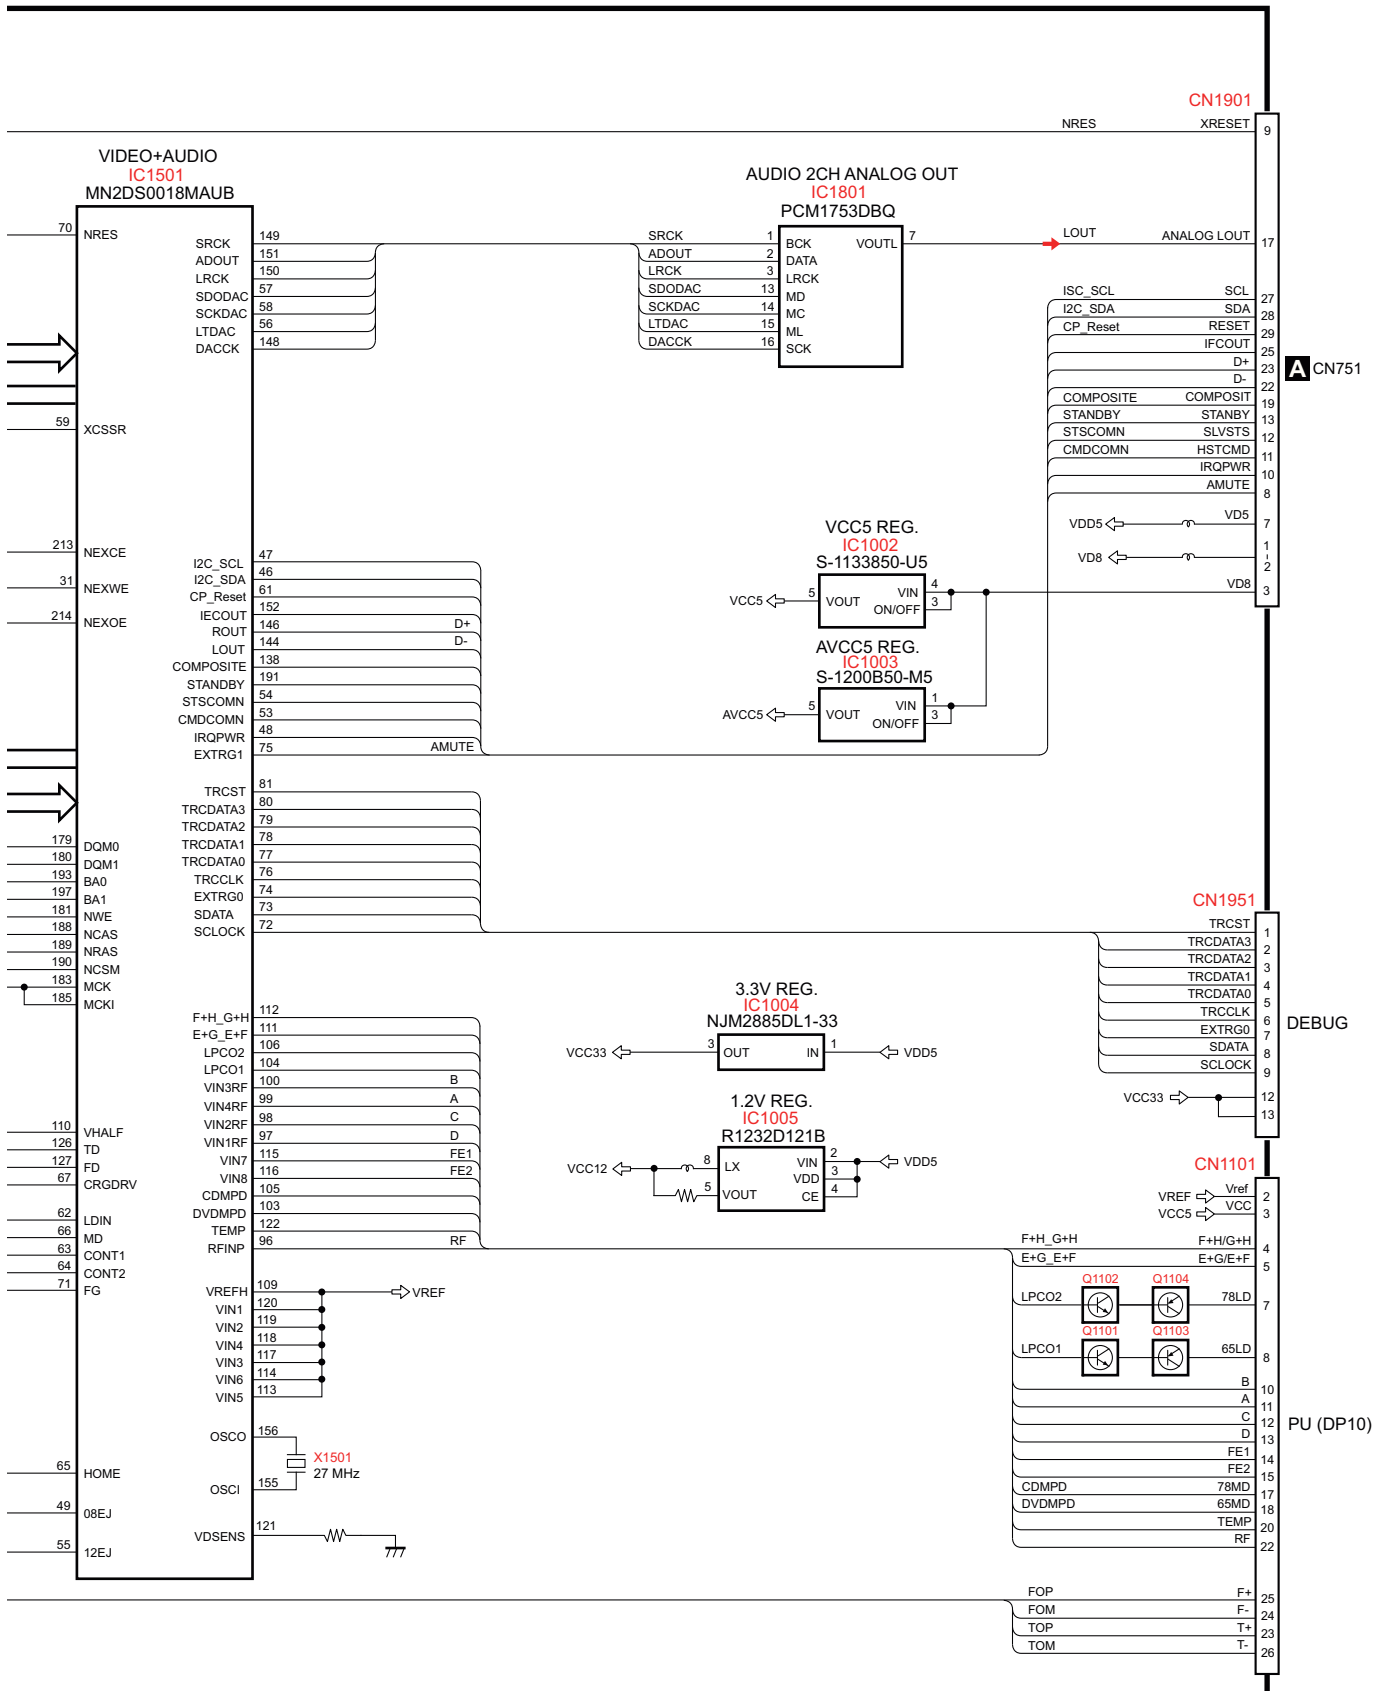 CN1901
NRES XRESET 9
VIDEO+AUDIO
IC1501
MN2DS0018MAUB
AUDIO 2CH ANALOG OUT
IC1801
PCM1753DBQ
70 NRES
SRCK 149
ADOUT 151
LRCK 150
SDODAC 57
SCKDAC 58
LTDAC 56
DACCK 148
SRCK 1 BCK
ADOUT 2 DATA
LRCK 3 LRCK
SDODAC 13 MD
SCKDAC 14 MC
LTDAC 15 ML
DACCK 16 SCK
VOUTL 7
LOUT ANALOG LOUT 17
ISC_SCL SCL 27
I2C_SDA SDA 28
CP_Reset RESET 29
IFCOUT 25
D+ 23
D- 22
COMPOSITE COMPOSIT 19
STANDBY STANBY 13
STSCOMN SLVSTS 12
CMDCOMN HSTCMD 11
IRQPWR 10
AMUTE 8
A CN751
VDD5 VD5 7
VD8 1 - 2
VD8 3
59 XCSSR
VCC5 REG.
IC1002
S-1133850-U5
VCC5 5 VOUT
VIN 4
ON/OFF 3
AVCC5 REG.
IC1003
S-1200B50-M5
AVCC5 5 VOUT
VIN 1
ON/OFF 3
213 NEXCE
31 NEXWE
214 NEXOE
I2C_SCL 47
I2C_SDA 46
CP_Reset 61
IECOUT 152
ROUT 146 D+
LOUT 144 D-
COMPOSITE 138
STANDBY 191
STSCOMN 54
CMDCOMN 53
IRQPWR 48
EXTRG1 75 AMUTE
TRCST 81
TRCDATA3 80
TRCDATA2 79
TRCDATA1 78
TRCDATA0 77
TRCCLK 76
EXTRG0 74
SDATA 73
SCLOCK 72
179 DQM0
180 DQM1
193 BA0
197 BA1
181 NWE
188 NCAS
189 NRAS
190 NCSM
183 MCK
185 MCKI
CN1951
TRCST 1
TRCDATA3 2
TRCDATA2 3
TRCDATA1 4
TRCDATA0 5
TRCCLK 6
EXTRG0 7
SDATA 8
SCLOCK 9
VCC33 12
13
DEBUG
3.3V REG.
IC1004
NJM2885DL1-33
VCC33 3 OUT IN 1 VDD5
1.2V REG.
IC1005
R1232D121B
VCC12 8 LX
5 VOUT
VIN 2 VDD5
VDD 3
CE 4
F+H_G+H 112
E+G_E+F 111
LPCO2 106
LPCO1 104
VIN3RF 100 B
VIN4RF 99 A
VIN2RF 98 C
VIN1RF 97 D
VIN7 115 FE1
VIN8 116 FE2
CDMPD 105
DVDMPD 103
TEMP 122
RFINP 96 RF
110 VHALF
126 TD
127 FD
67 CRGDRV
62 LDIN
66 MD
63 CONT1
64 CONT2
71 FG
VREFH 109 VREF
VIN1 120
VIN2 119
VIN4 118
VIN3 117
VIN6 114
VIN5 113
OSCO 156
X1501
27 MHz
OSCI 155
VDSENS 121
65 HOME
49 08EJ
55 12EJ
CN1101
VREF Vref 2
VCC5 VCC 3
F+H_G+H F+H/G+H 4
E+G_E+F E+G/E+F 5
Q1102 Q1104
LPCO2 78LD 7
Q1101 Q1103
LPCO1 65LD 8
B 10
A 11
C 12
D 13
FE1 14
FE2 15
CDMPD 78MD 17
DVDMPD 65MD 18
TEMP 20
RF 22
PU (DP10)
FOP F+ 25
FOM F- 24
TOP T+ 23
TOM T- 26